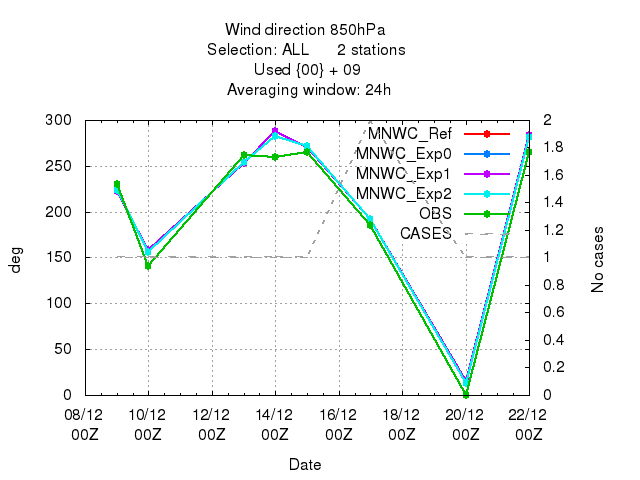 Wind direction 850hPa
Selection: ALL 2 stations
Used {00} + 09
Averaging window: 24h
300 2
MNWC_Ref
1.8
MNWC_Exp0
250 1.6
MNWC_Exp1
MNWC_Exp2
1.4
200 OBS
1.2
CASES
150 1
deg
No cases
0.8
100
0.6
0.4
50
0.2
0 0
08/12 10/12 12/12 14/12 16/12 18/12 20/12 22/12
00Z 00Z 00Z 00Z 00Z 00Z 00Z 00Z
Date